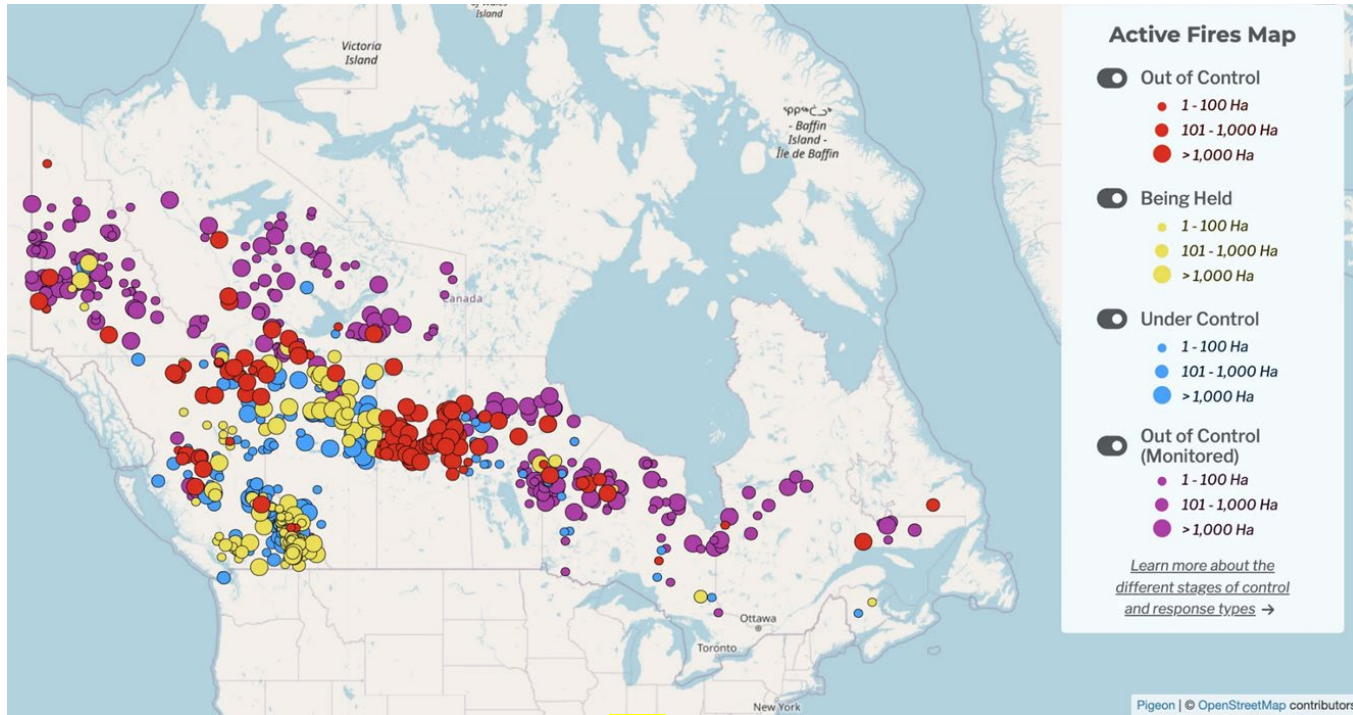 of Wales
Island
Victoria
Island
- Baffin
Island -
Île de Baffin
Canada
Ottawa
Toronto
New York
Active Fires Map
Out of Control
1 - 100 Ha
101 - 1,000 Ha
> 1,000 Ha
Being Held
1 - 100 Ha
101 - 1,000 Ha
> 1,000 Ha
Under Control
1 - 100 Ha
101 - 1,000 Ha
> 1,000 Ha
Out of Control
(Monitored)
1 - 100 Ha
101 - 1,000 Ha
> 1,000 Ha
Learn more about the
different stages of control
and response types →
Pigeon | © OpenStreetMap contributors